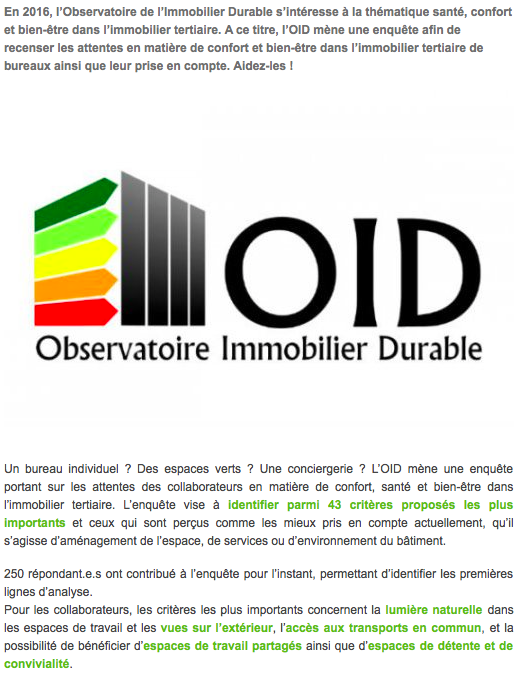 En 2016, l’Observatoire de l’Immobilier Durable s’intéresse à la thématique santé, confort
et bien-être dans l’immobilier tertiaire. A ce titre, l’OID mène une enquête afin de
recenser les attentes en matière de confort et bien-être dans l’immobilier tertiaire de
bureaux ainsi que leur prise en compte. Aidez-les !
OID
Observatoire Immobilier Durable
Un bureau individuel ? Des espaces verts ? Une conciergerie ? L’OID mène une enquête
portant sur les attentes des collaborateurs en matière de confort, santé et bien-être dans
l’immobilier tertiaire. L’enquête vise à identifier parmi 43 critères proposés les plus
importants et ceux qui sont perçus comme les mieux pris en compte actuellement, qu’il
s’agisse d’aménagement de l’espace, de services ou d’environnement du bâtiment.
250 répondant.e.s ont contribué à l’enquête pour l’instant, permettant d’identifier les premières
lignes d’analyse.
Pour les collaborateurs, les critères les plus importants concernent la lumière naturelle dans
les espaces de travail et les vues sur l’extérieur, l’accès aux transports en commun, et la
possibilité de bénéficier d’espaces de travail partagés ainsi que d’espaces de détente et de
convivialité.